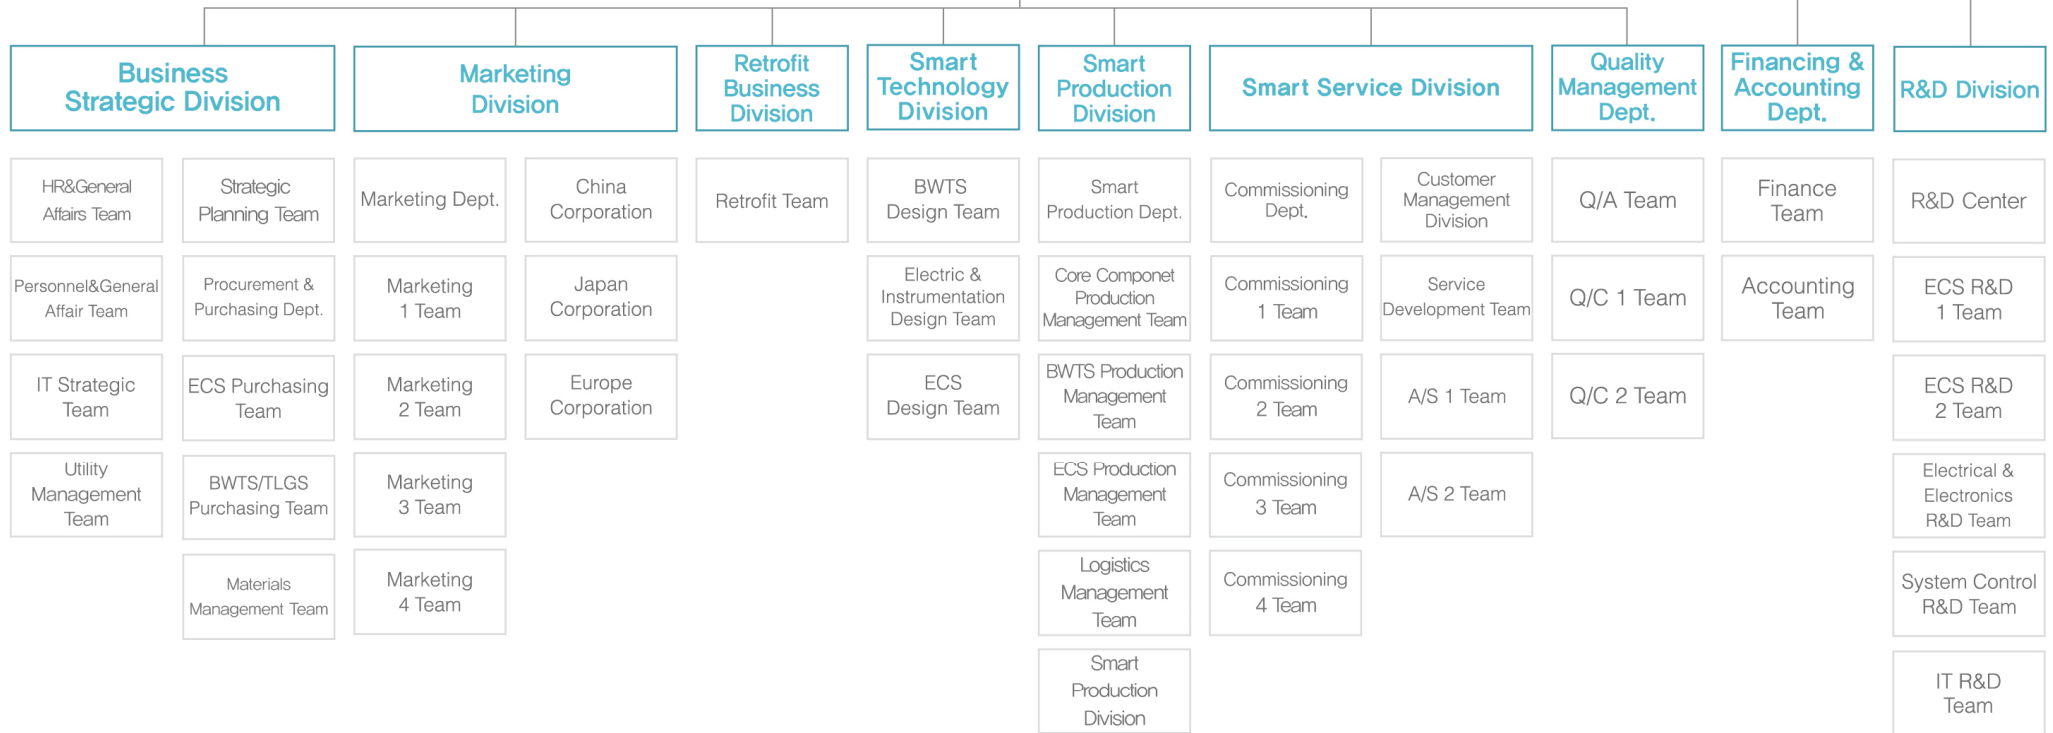 Business
Strategic Division
Marketing
Division
Retrofit
Business
Division
Smart
Technology
Division
Smart
Production
Division
Smart Service Division
Quality
Management
Dept.
Financing &
Accounting
Dept.
R&D Division
HR&General
Affairs Team
Personnel&General
Affair Team
IT Strategic
Team
Utility
Management
Team
Strategic
Planning Team
Procurement &
Purchasing Dept.
ECS Purchasing
Team
BWTS/TLGS
Purchasing Team
Materials
Management Team
Marketing Dept.
Marketing
1 Team
Marketing
2 Team
Marketing
3 Team
Marketing
4 Team
China
Corporation
Japan
Corporation
Europe
Corporation
Retrofit Team
BWTS
Design Team
Electric &
Instrumentation
Design Team
ECS
Design Team
Smart
Production Dept.
Core Componet
Production
Management Team
BWTS Production
Management
Team
ECS Production
Management
Team
Logistics
Management
Team
Smart
Production
Division
Commissioning
Dept.
Commissioning
1 Team
Commissioning
2 Team
Commissioning
3 Team
Commissioning
4 Team
Customer
Management
Division
Service
Development Team
A/S 1 Team
A/S 2 Team
Q/A Team
Q/C 1 Team
Q/C 2 Team
Finance
Team
Accounting
Team
R&D Center
ECS R&D
1 Team
ECS R&D
2 Team
Electrical &
Electronics
R&D Team
System Control
R&D Team
IT R&D
Team